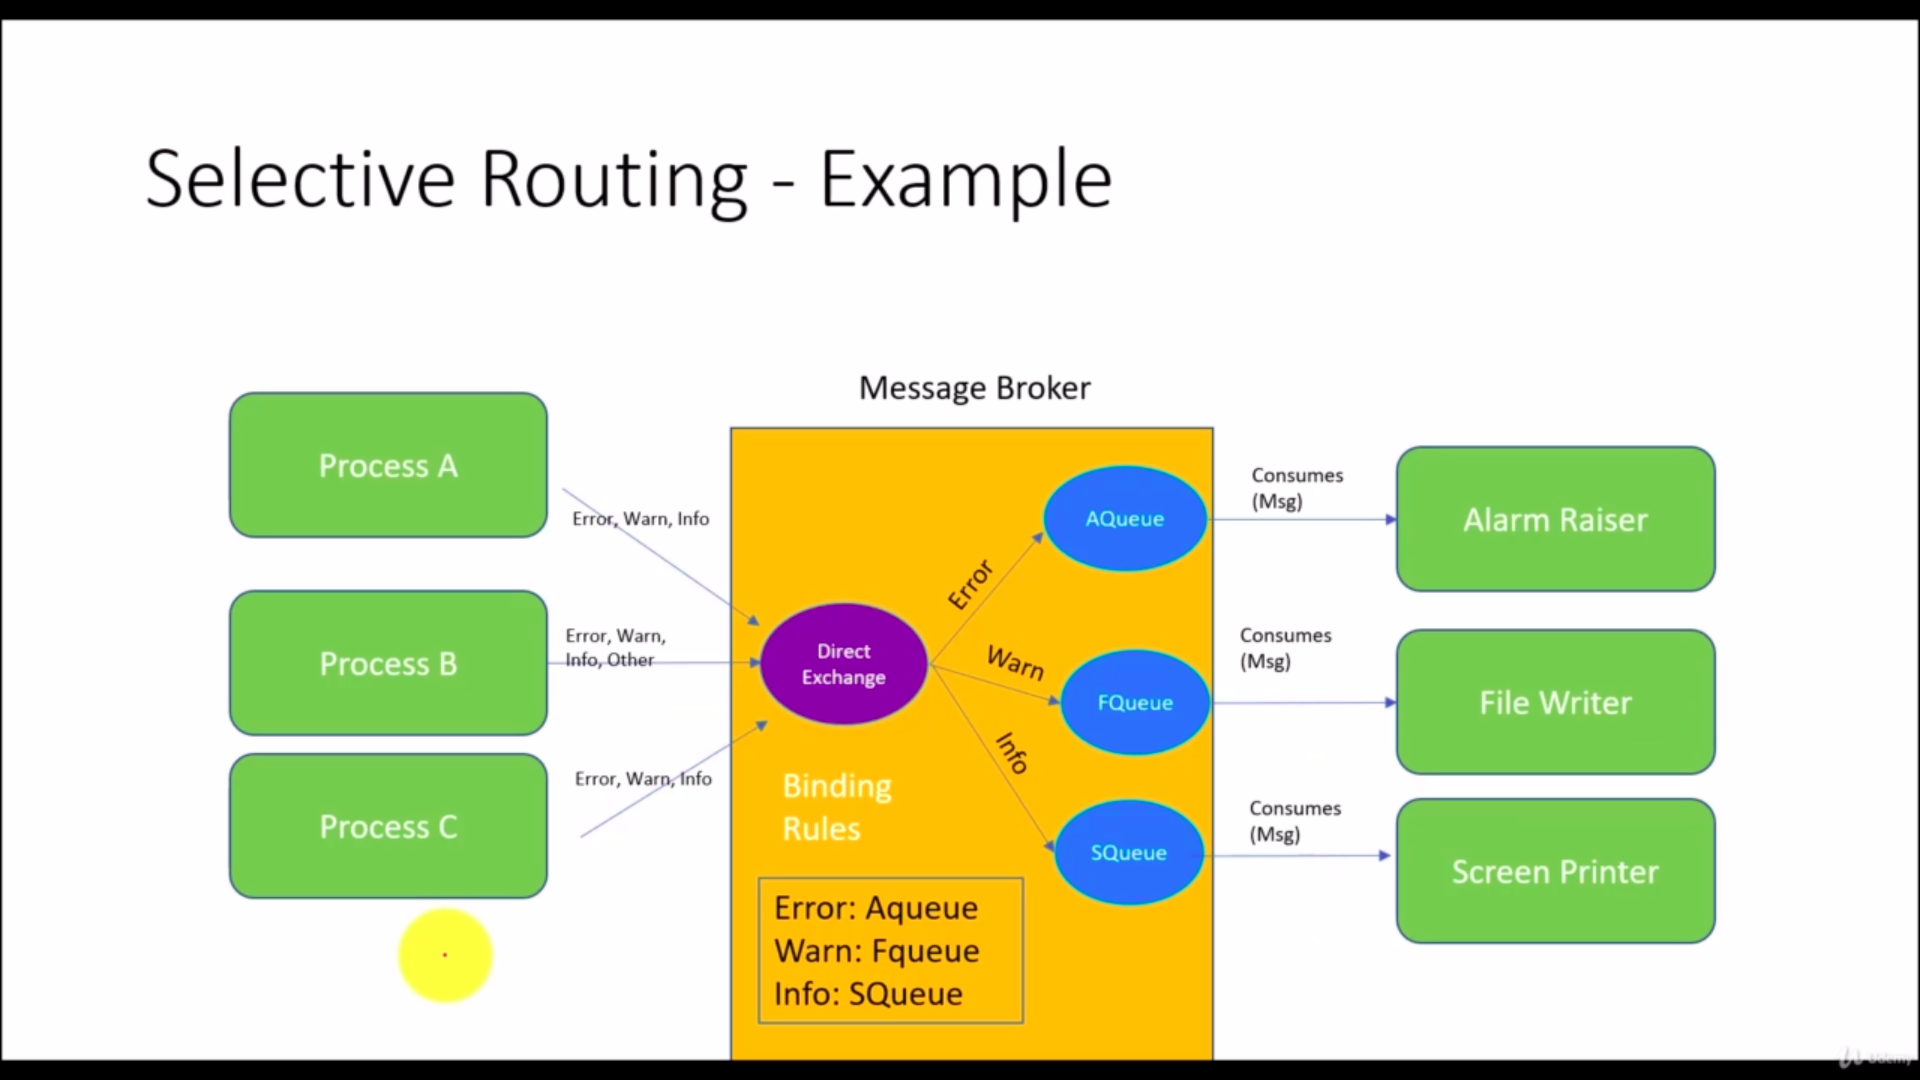 Selective Routing - Example
Message Broker
Process A
Error, Warn, Info
Process B
Error, Warn,
Info, Other
Process C
Error, Warn, Info
Direct
Exchange
Error
Warn
Info
AQueue
FQueue
SQueue
Binding
Rules
Error: Aqueue
Warn: Fqueue
Info: SQueue
Consumes
(Msg)
Alarm Raiser
Consumes
(Msg)
File Writer
Consumes
(Msg)
Screen Printer
Udemy